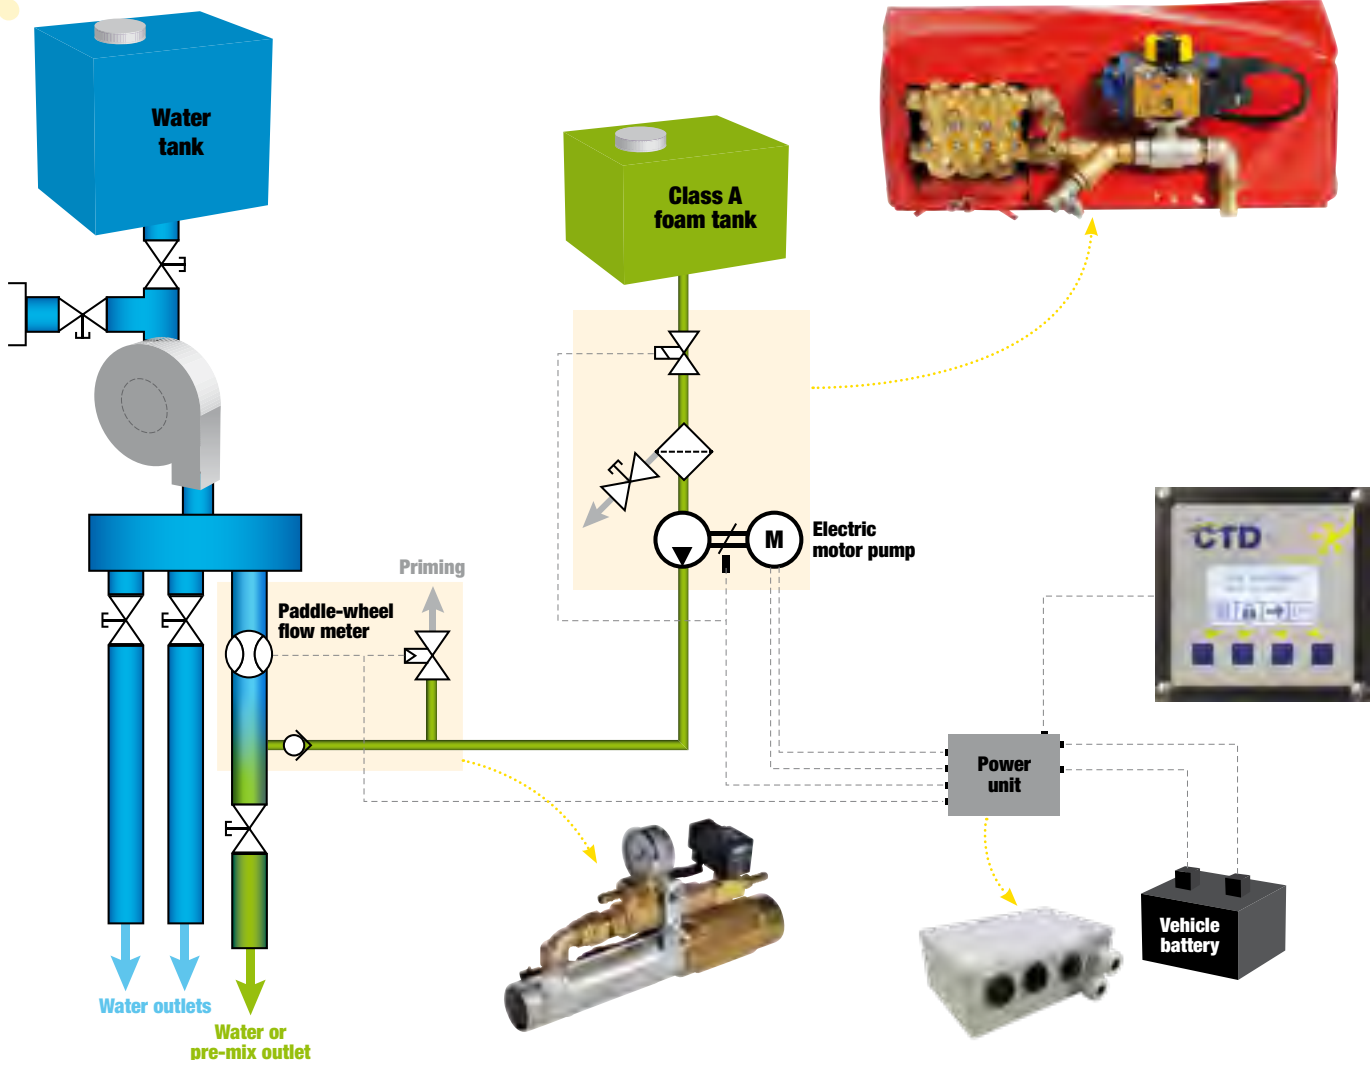 Water
tank
Class A
foam tank
Electric
motor pump
M
Priming
Paddle-wheel
flow meter
CTD
Power
unit
Vehicle
battery
Water outlets
Water or
pre-mix outlet